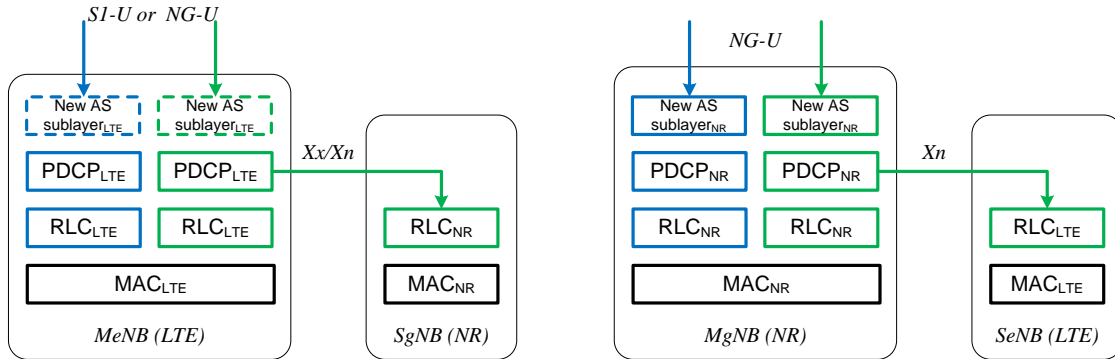 S1-U or NG-U
New AS
sublayerLTE
New AS
sublayerLTE
PDCPLTE
PDCPLTE
RLCLTE
RLCLTE
MACLTE
MeNB (LTE)
Xx/Xn
RLCNR
MACNR
SgNB (NR)
NG-U
New AS
sublayerNR
New AS
sublayerNR
PDCPNR
PDCPNR
RLCNR
RLCNR
MACNR
MgNB (NR)
Xn
RLCLTE
MACLTE
SeNB (LTE)